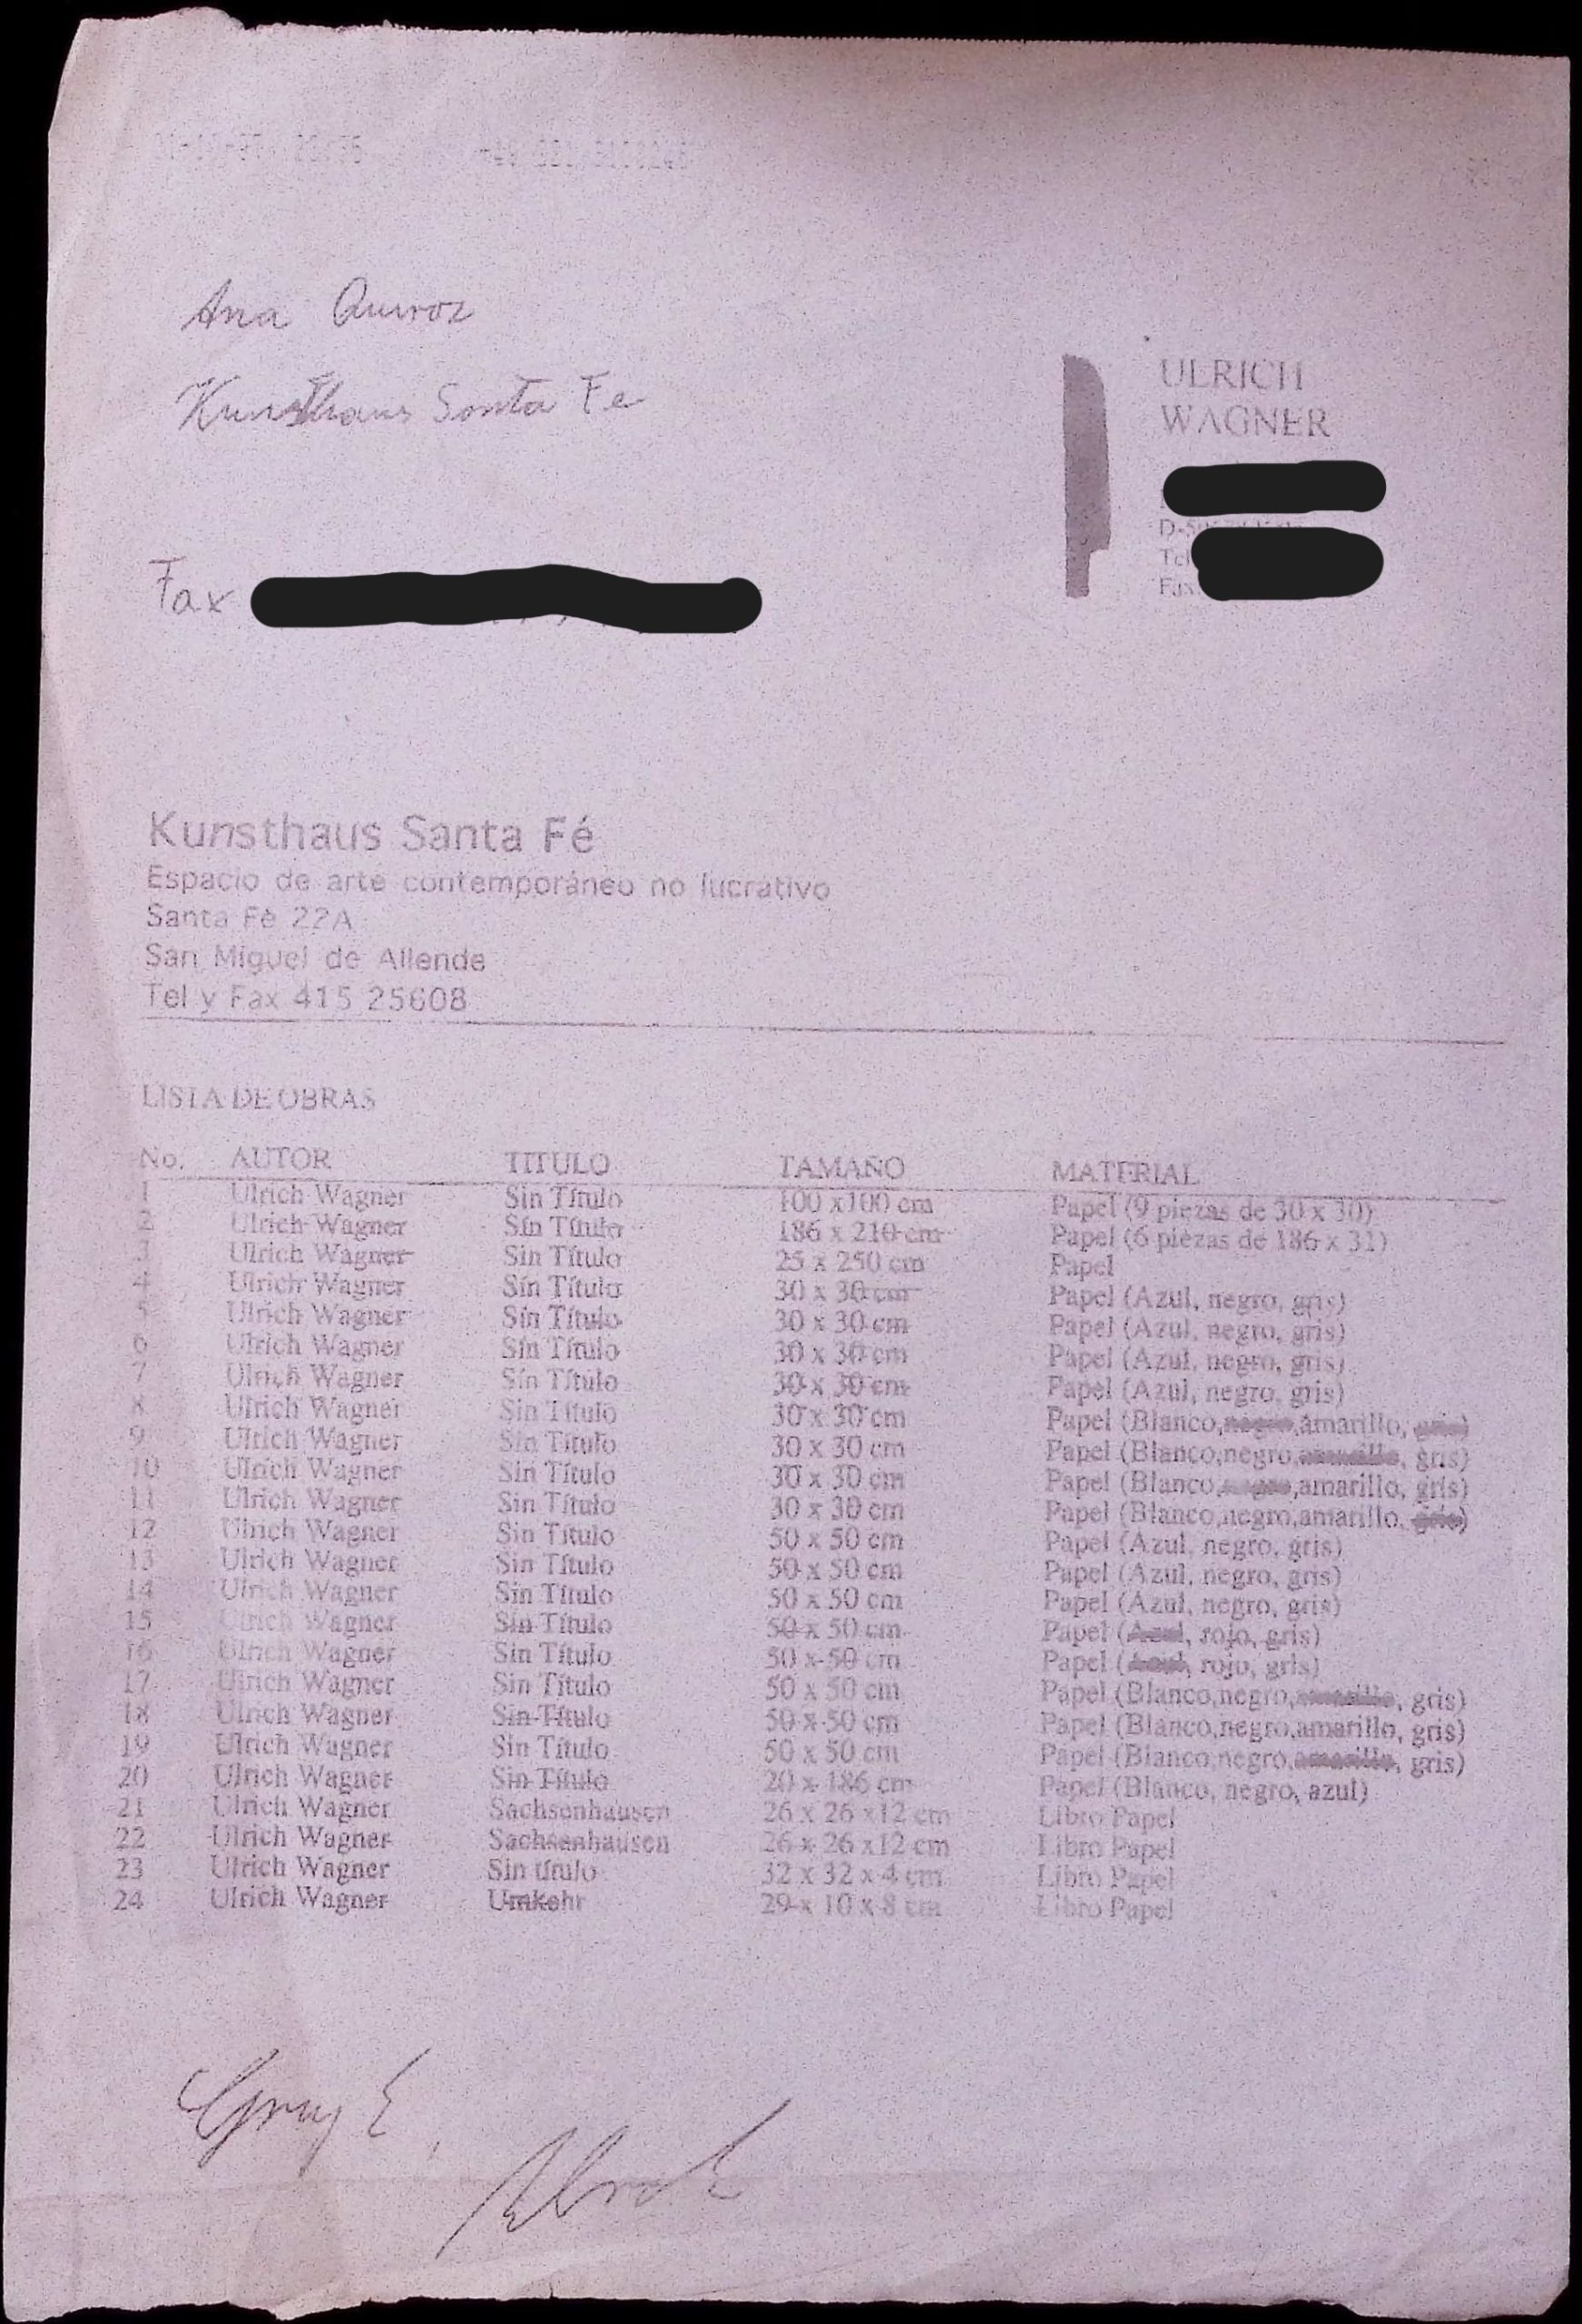 Ana Quiroz
Kunsthaus Santa Fe
Fax
ULRICH
WAGNER
Tel
Fax
Kunsthaus Santa Fé
Espacio de arte contemporáneo no lucrativo
Santa Fé 22A
San Miguel de Allende
Tel y Fax 415 25608
LISTA DE OBRAS
No. AUTOR TITULO TAMAÑO MATERIAL
1 Ulrich Wagner Sin Título 100 x100 cm Papel (9 piezas de 30 x 30)
2 Ulrich Wagner Sín Título 186 x 210 cm Papel (6 piezas de 186 x 31)
3 Ulrich Wagner Sin Título 25 x 250 cm Papel
4 Ulrich Wagner Sín Título 30 x 30 cm Papel (Azul, negro, gris)
5 Ulrich Wagner Sín Título 30 x 30 cm Papel (Azul, negro, gris)
6 Ulrich Wagner Sin Título 30 x 30 cm Papel (Azul, negro, gris)
7 Ulrich Wagner Sín Título 30 x 30 cm Papel (Azul, negro, gris)
8 Ulrich Wagner Sin Título 30 x 30 cm Papel (Blanco,negro,amarillo, gris)
9 Ulrich Wagner Sin Título 30 x 30 cm Papel (Blanco,negro,amarillo, gris)
10 Ulrich Wagner Sin Título 30 x 30 cm Papel (Blanco,negro,amarillo, gris)
11 Ulrich Wagner Sin Título 30 x 30 cm Papel (Blanco,negro,amarillo, gris)
12 Ulrich Wagner Sin Título 50 x 50 cm Papel (Azul, negro, gris)
13 Ulrich Wagner Sin Título 50 x 50 cm Papel (Azul, negro, gris)
14 Ulrich Wagner Sin Título 50 x 50 cm Papel (Azul, negro, gris)
15 Ulrich Wagner Sin Título 50 x 50 cm Papel (Azul, rojo, gris)
16 Ulrich Wagner Sin Título 50 x 50 cm Papel (Azul, rojo, gris)
17 Ulrich Wagner Sin Título 50 x 50 cm Papel (Blanco,negro,amarillo, gris)
18 Ulrich Wagner Sin Título 50 x 50 cm Papel (Blanco,negro,amarillo, gris)
19 Ulrich Wagner Sin Título 50 x 50 cm Papel (Blanco,negro,amarillo, gris)
20 Ulrich Wagner Sin Título 20 x 186 cm Papel (Blanco, negro, azul)
21 Ulrich Wagner Sachsenhausen 26 x 26 x12 cm Libro Papel
22 Ulrich Wagner Sachsenhausen 26 x 26 x12 cm Libro Papel
23 Ulrich Wagner Sin título 32 x 32 x 4 cm Libro Papel
24 Ulrich Wagner Umkehr 29 x 10 x 8 cm Libro Papel